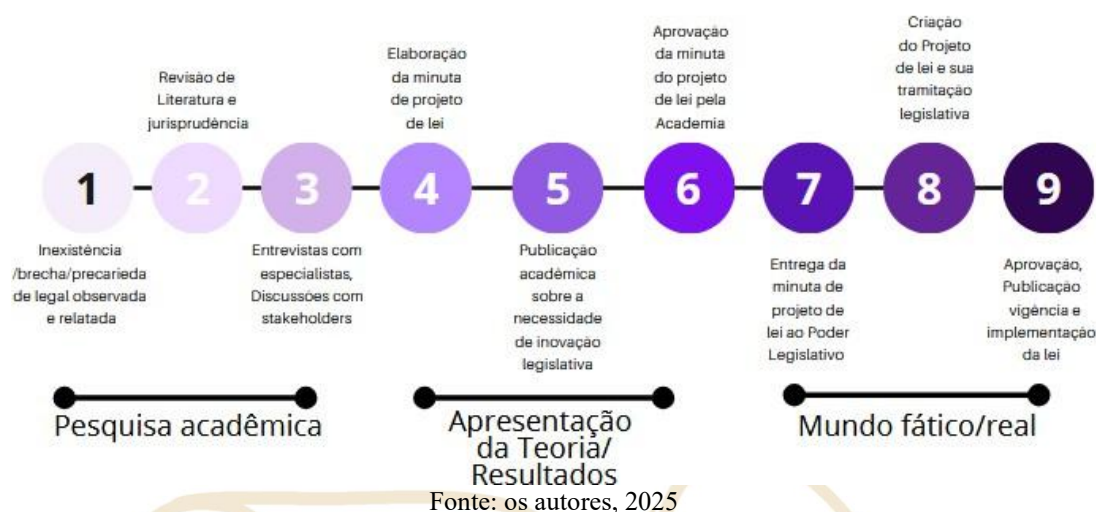 1
Inexistência
/brecha/precarieda
de legal observada
e relatada
Revisão de
Literatura e
jurisprudência
2
3
Entrevistas com
especialistas,
Discussões com
stakeholders
Elaboração
da minuta
de projeto
de lei
4
5
Publicação
acadêmica
sobre a
necessidade
de inovação
legislativa
Aprovação
da minuta
do projeto
de lei pela
Academia
6
7
Entrega da
minuta de
projeto de
lei ao Poder
Legislativo
Criação
do Projeto
de lei e sua
tramitação
legislativa
8
9
Aprovação,
Publicação
vigência e
implementação
da lei
Pesquisa acadêmica
Apresentação
da Teoria/
Resultados
Mundo fático/real
Fonte: os autores, 2025